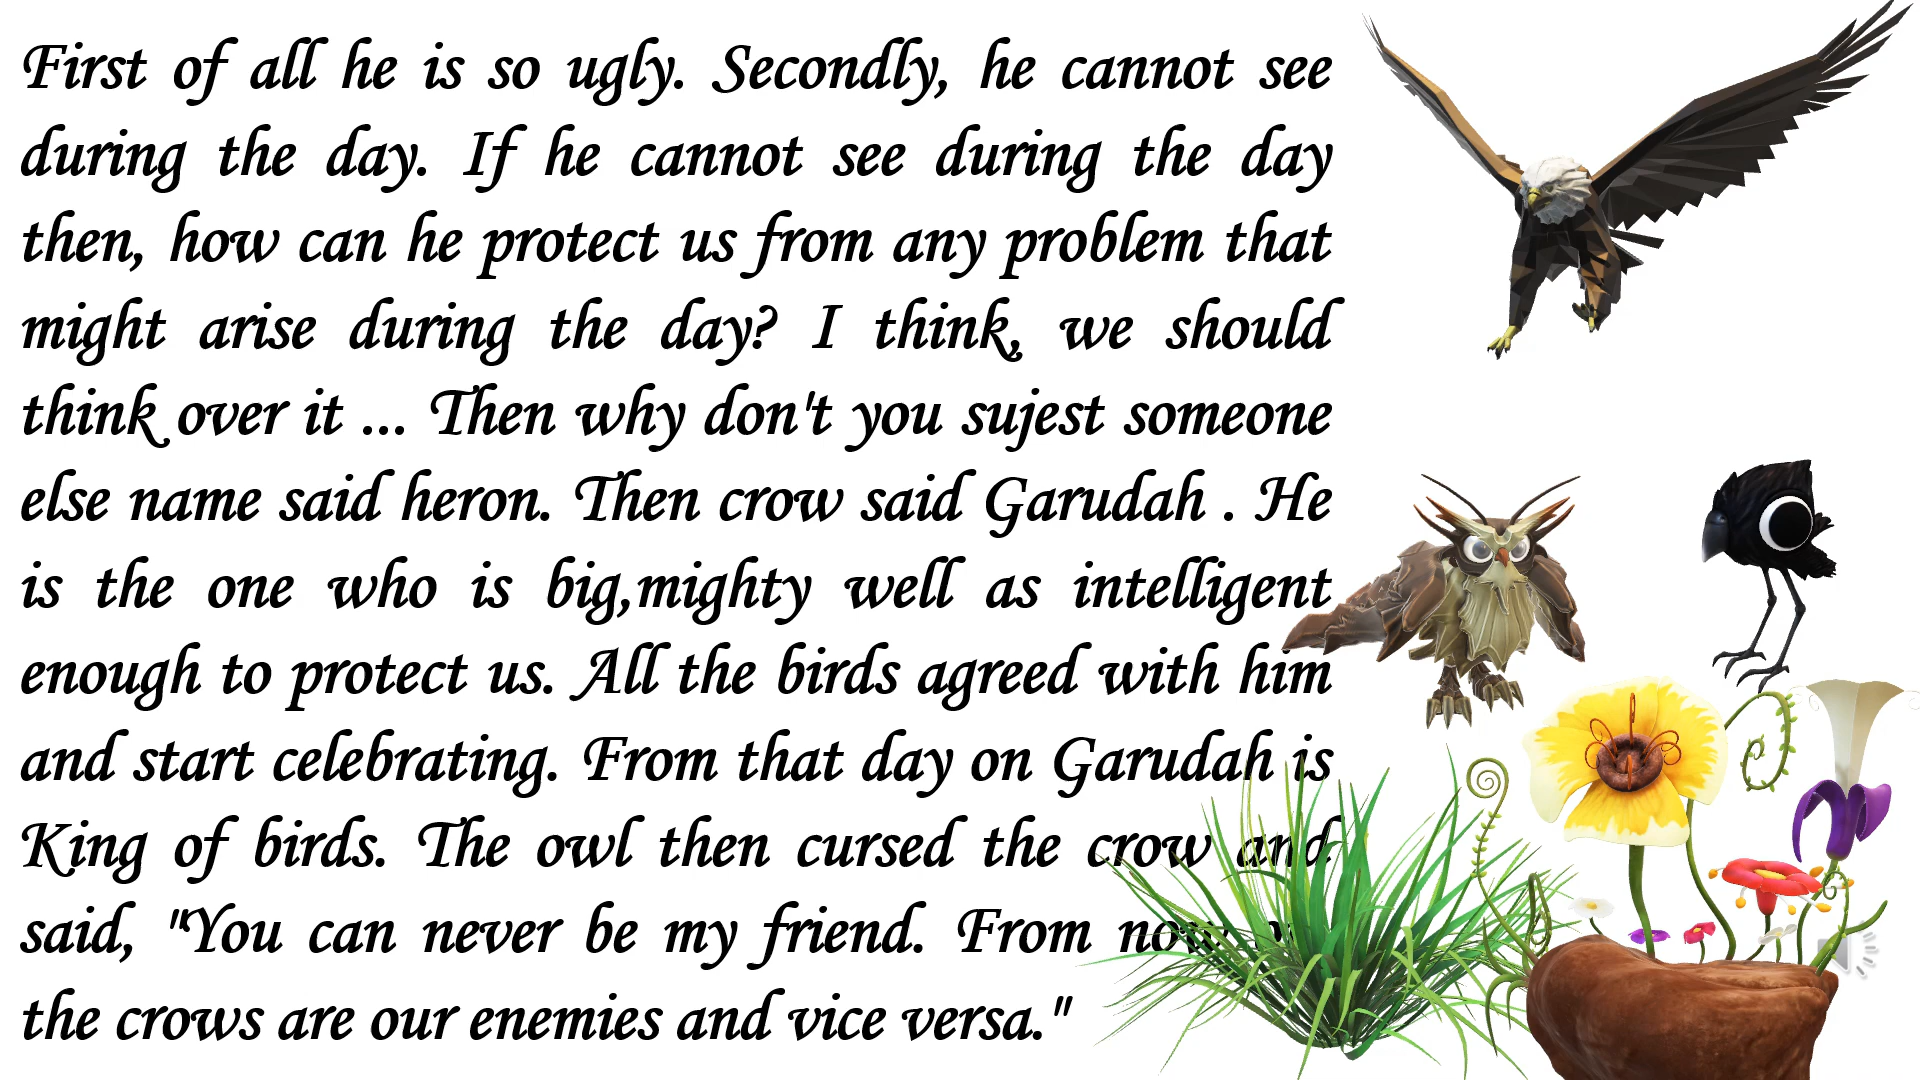 First of all he is so ugly. Secondly, he cannot see
during the day. If he cannot see during the day
then, how can he protect us from any problem that
might arise during the day? I think, we should
think over it ... Then why don't you sujest someone
else name said heron. Then crow said Garudah . He
is the one who is big,mighty well as intelligent
enough to protect us. All the birds agreed with him
and start celebrating. From that day on Garudah is
King of birds. The owl then cursed the crow and
said, "You can never be my friend. From now
the crows are our enemies and vice versa."